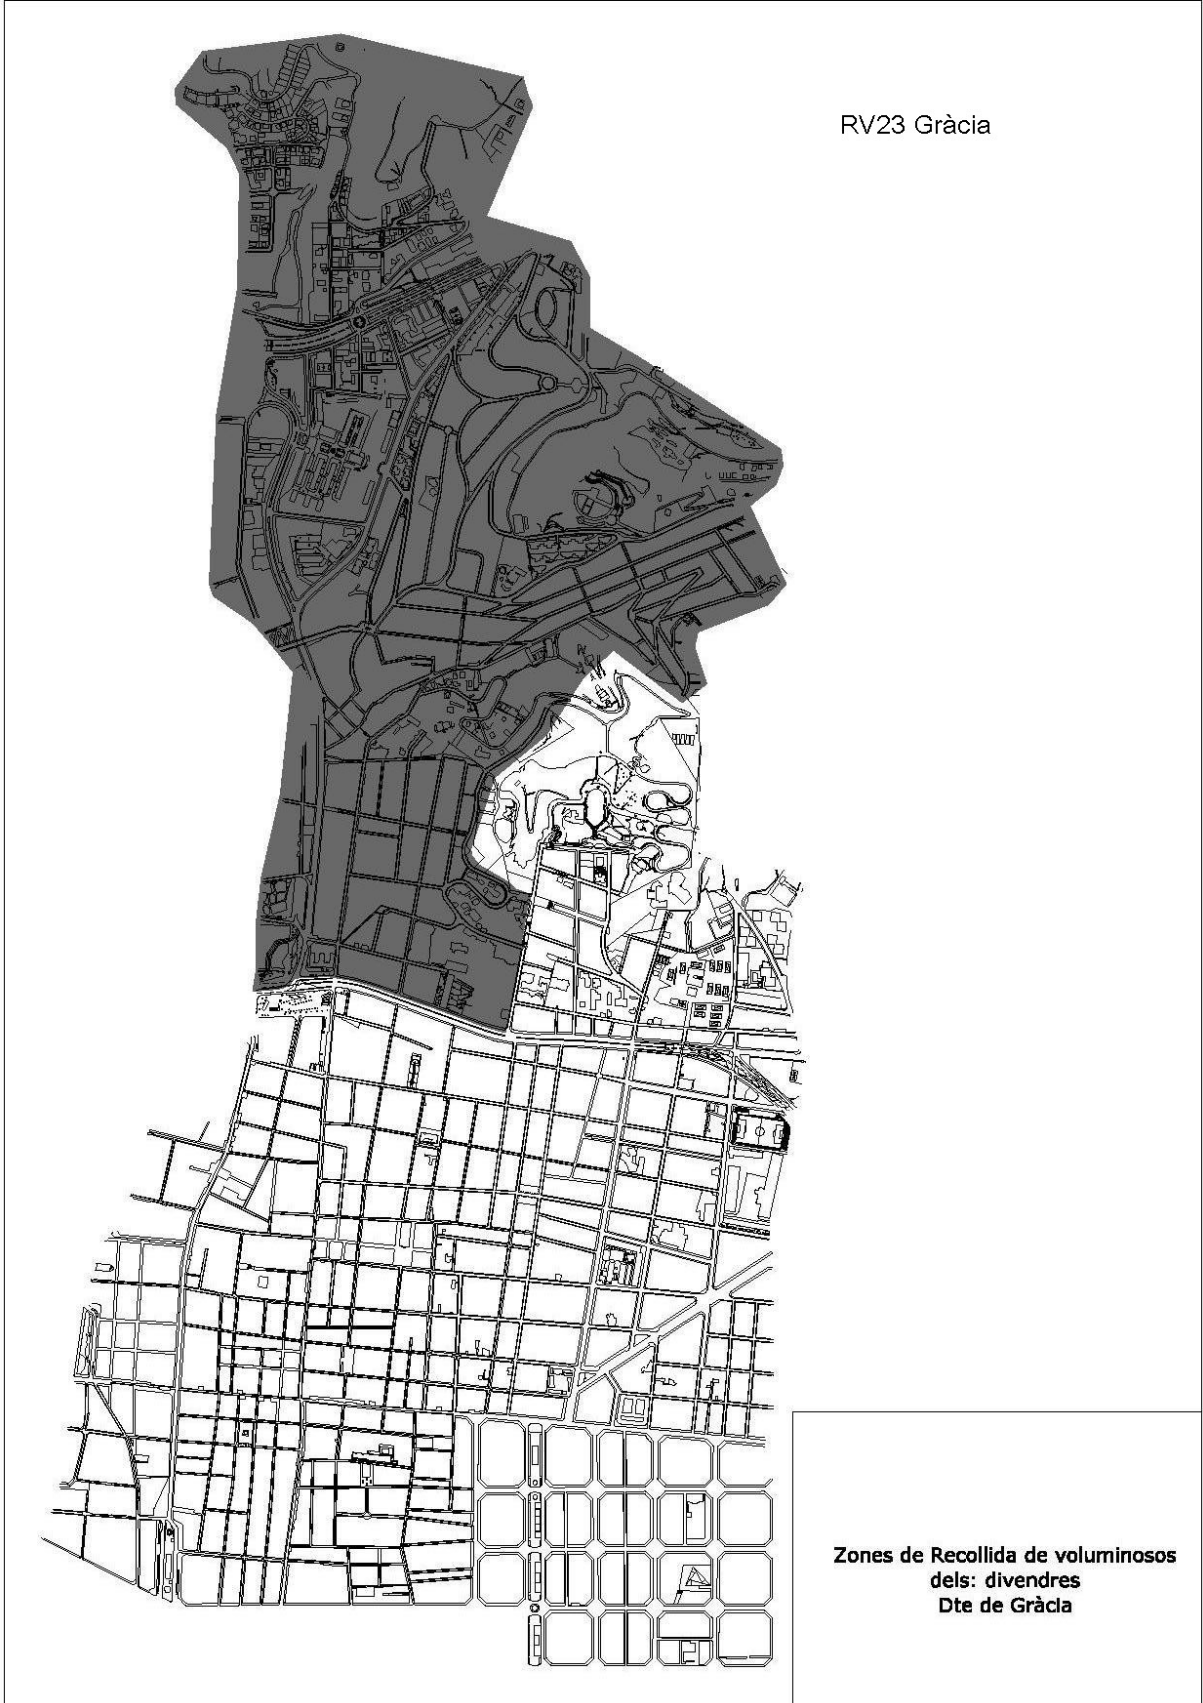 RV23 Gràcia
Zones de Recollida de voluminosos
dels: divendres
Dte de Gràcia